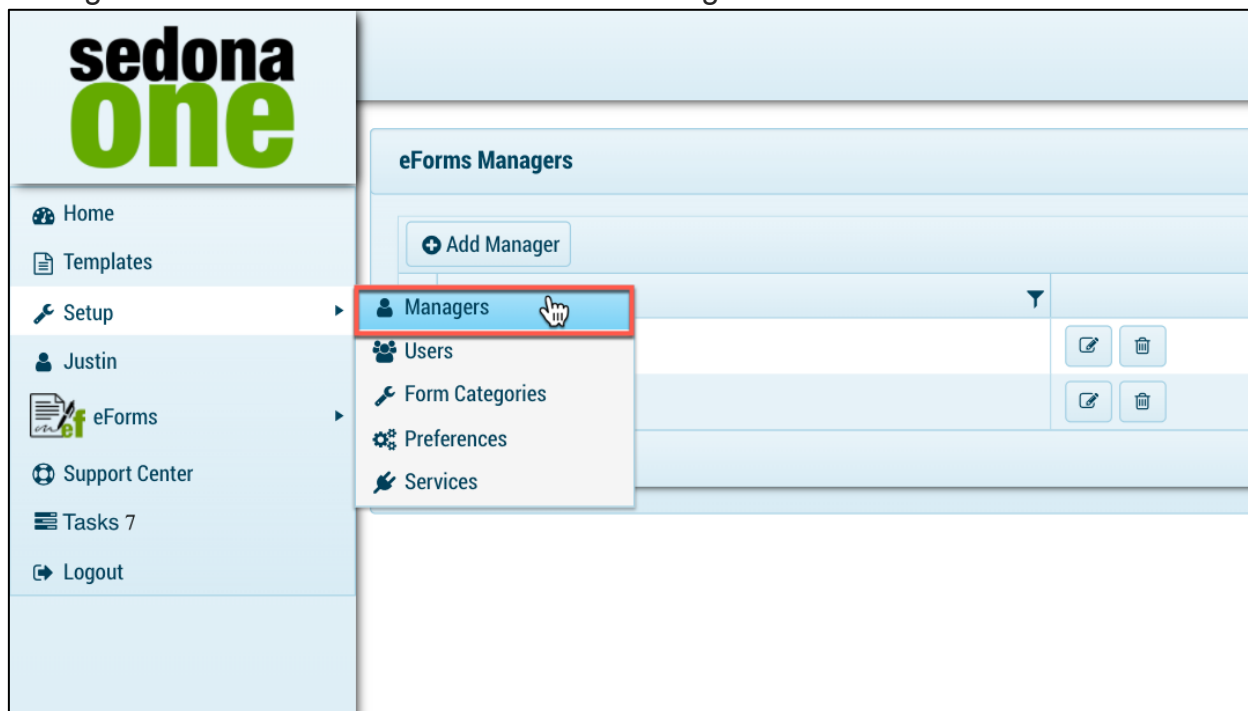 sedona
one
Home
Templates
Setup
Justin
eForms
Support Center
Tasks 7
Logout
eForms Managers
Add Manager
Managers
Users
Form Categories
Preferences
Services